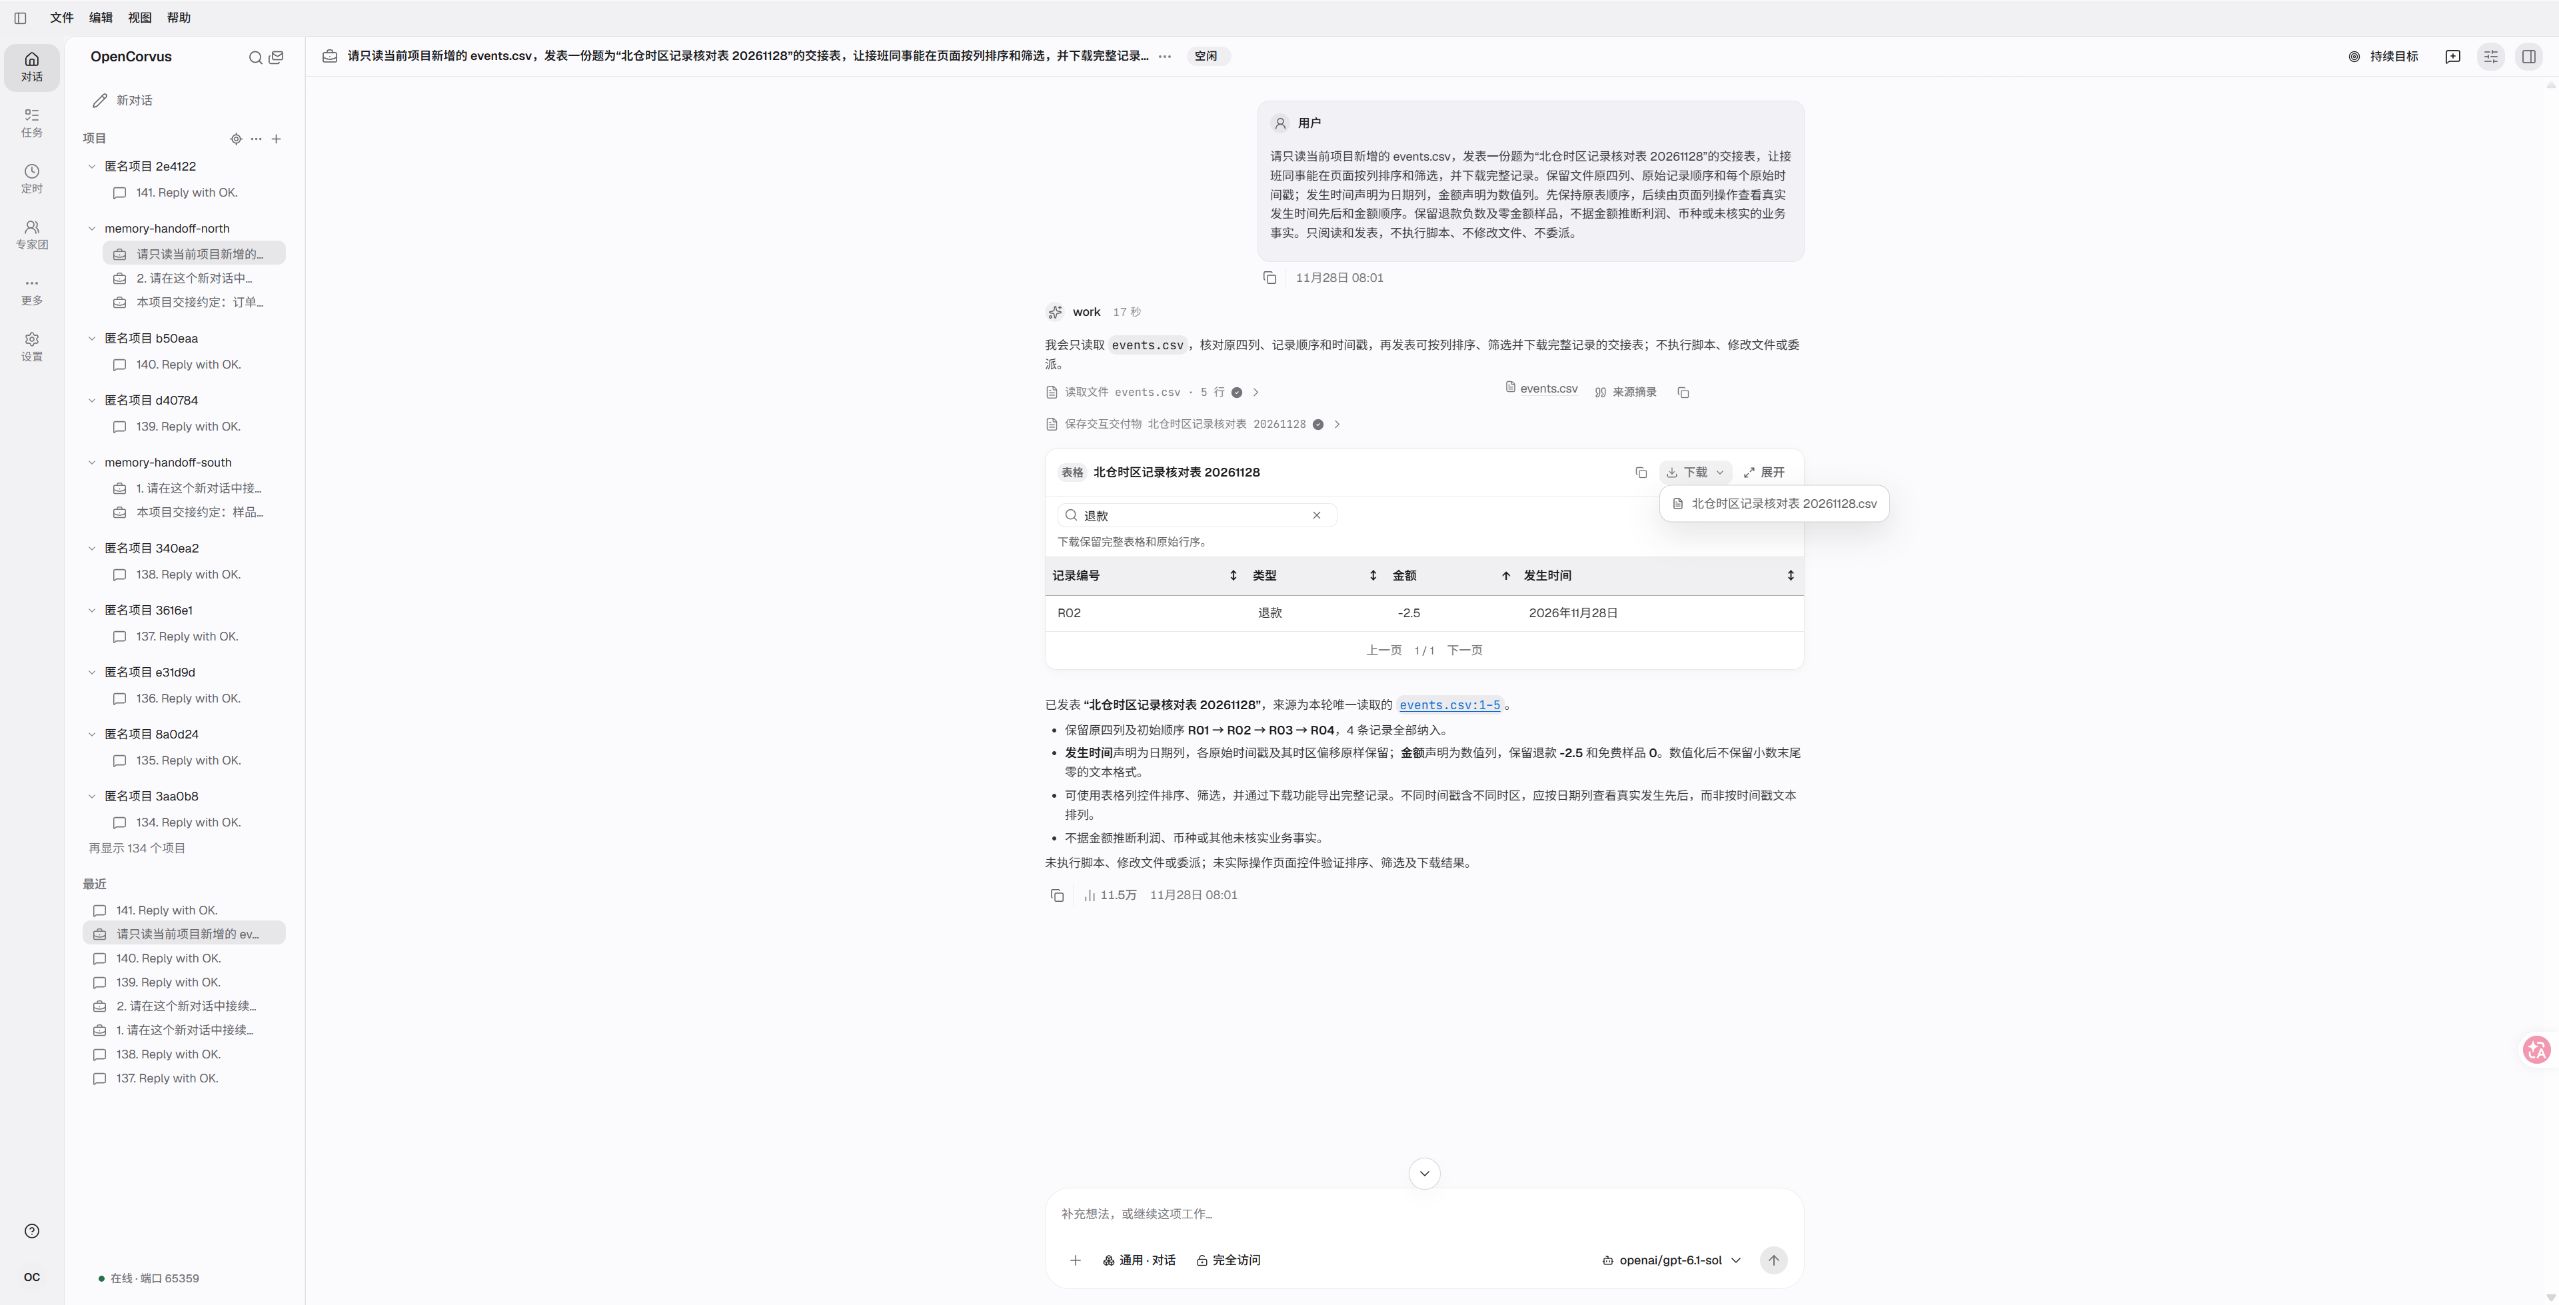 文件 编辑 视图 帮助
对话
任务
定时
专家团
更多
设置
OC
OpenCorvus
新对话
项目
匿名项目 2e4122
141. Reply with OK.
memory-handoff-north
请只读当前项目新增的...
2. 请在这个新对话中...
本项目交接约定：订单...
匿名项目 b50eaa
140. Reply with OK.
匿名项目 d40784
139. Reply with OK.
memory-handoff-south
1. 请在这个新对话中接...
本项目交接约定：样品...
匿名项目 340ea2
138. Reply with OK.
匿名项目 3616e1
137. Reply with OK.
匿名项目 e31d9d
136. Reply with OK.
匿名项目 8a0d24
135. Reply with OK.
匿名项目 3aa0b8
134. Reply with OK.
再显示 134 个项目
最近
141. Reply with OK.
请只读当前项目新增的 ev...
140. Reply with OK.
139. Reply with OK.
2. 请在这个新对话中接续...
1. 请在这个新对话中接续...
138. Reply with OK.
137. Reply with OK.
在线 · 端口 65359
请只读当前项目新增的 events.csv，发表一份题为“北仓时区记录核对表 20261128”的交接表，让接班同事能在页面按列排序和筛选，并下载完整记录... ··· 空闲
持续目标
用户
请只读当前项目新增的 events.csv，发表一份题为“北仓时区记录核对表 20261128”的交接表，让接
班同事能在页面按列排序和筛选，并下载完整记录。保留文件原四列、原始记录顺序和每个原始时
间戳；发生时间声明为日期列，金额声明为数值列。先保持原表顺序，后续由页面列操作查看真实
发生时间先后和金额顺序。保留退款负数及零金额样品，不据金额推断利润、币种或未核实的业务
事实。只阅读和发表，不执行脚本、不修改文件、不委派。
11月28日 08:01
work 17 秒
我会只读取 events.csv，核对原四列、记录顺序和时间戳，再发表可按列排序、筛选并下载完整记录的交接表；不执行脚本、修改文件或委
派。
读取文件 events.csv · 5 行
events.csv 来源摘录
保存交互交付物 北仓时区记录核对表 20261128
表格 北仓时区记录核对表 20261128
下载 展开
北仓时区记录核对表 20261128.csv
退款
下载保留完整表格和原始行序。
记录编号 类型 金额 发生时间
R02 退款 -2.5 2026年11月28日
上一页 1 / 1 下一页
已发表 “北仓时区记录核对表 20261128”，来源为本轮唯一读取的 events.csv:1-5。
• 保留原四列及初始顺序 R01 → R02 → R03 → R04，4 条记录全部纳入。
• 发生时间声明为日期列，各原始时间戳及其时区偏移原样保留；金额声明为数值列，保留退款 -2.5 和免费样品 0。数值化后不保留小数末尾
零的文本格式。
• 可使用表格列控件排序、筛选，并通过下载功能导出完整记录。不同时间戳含不同时区，应按日期列查看真实发生先后，而非按时间戳文本
排列。
• 不据金额推断利润、币种或其他未核实业务事实。
未执行脚本、修改文件或委派；未实际操作页面控件验证排序、筛选及下载结果。
11.5万 11月28日 08:01
补充想法，或继续这项工作...
通用 · 对话 完全访问
openai/gpt-6.1-sol